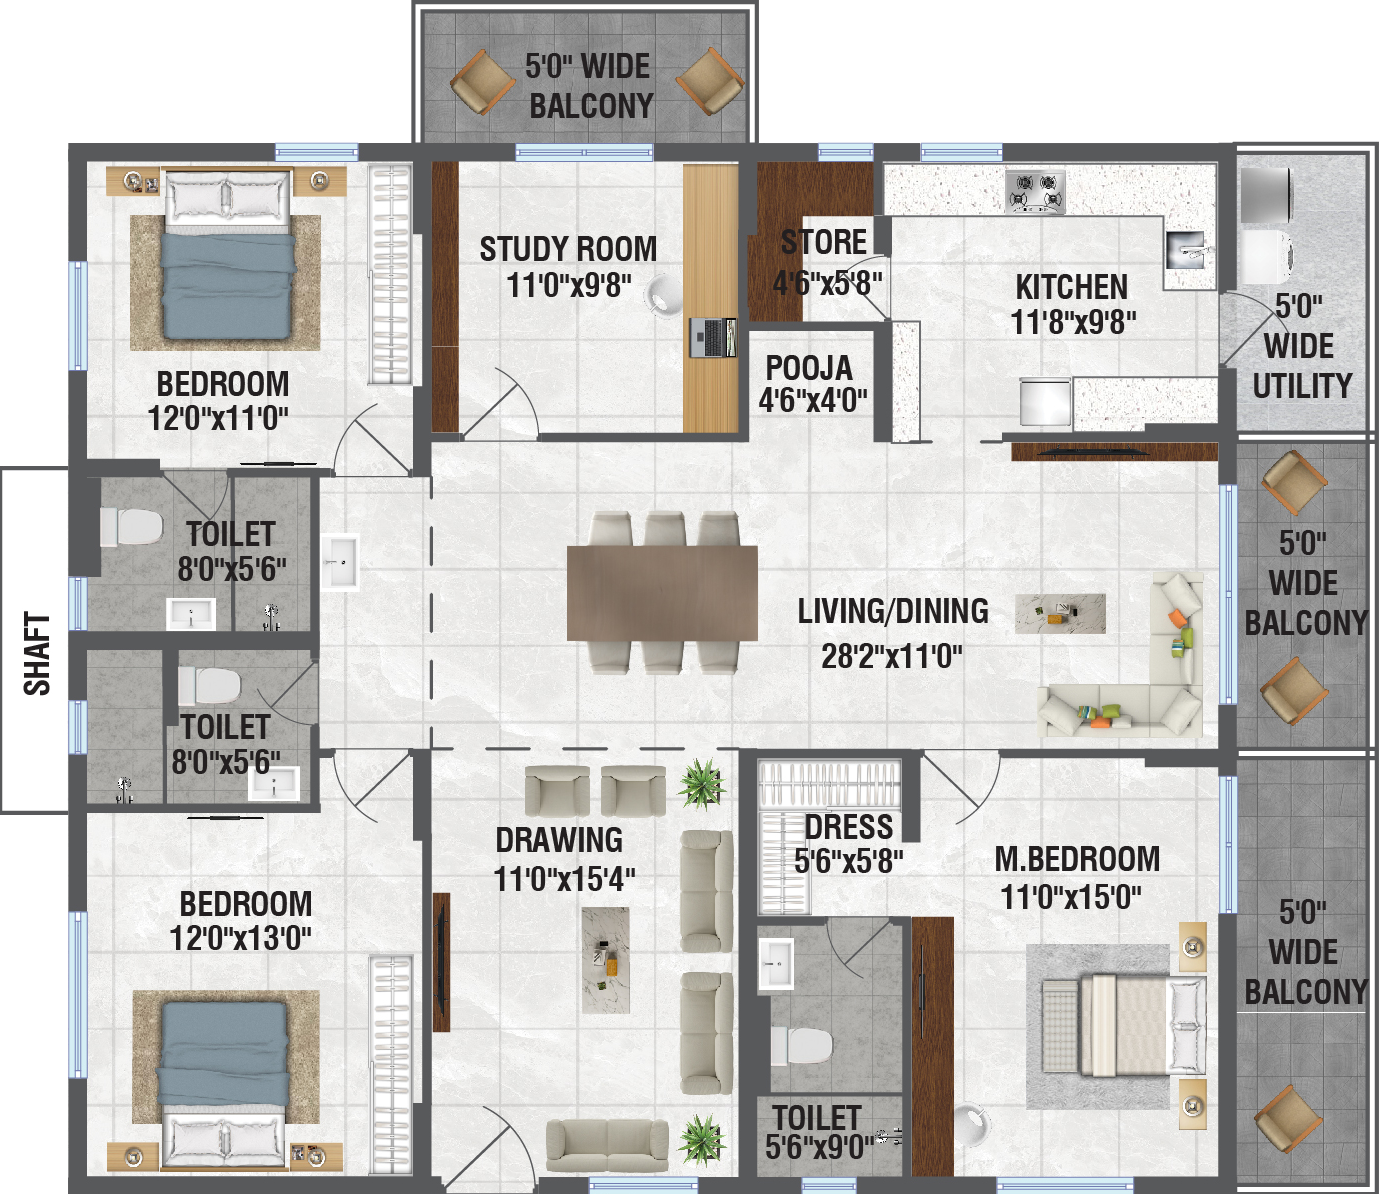 5'0" WIDE
BALCONY
STUDY ROOM
11'0"x9'8"
STORE
4'6"x5'8"
KITCHEN
11'8"x9'8"
5'0"
WIDE
UTILITY
BEDROOM
12'0"x11'0"
POOJA
4'6"x4'0"
TOILET
8'0"x5'6"
SHAFT
TOILET
8'0"x5'6"
LIVING/DINING
28'2"x11'0"
5'0"
WIDE
BALCONY
DRAWING
11'0"x15'4"
DRESS
5'6"x5'8"
M.BEDROOM
11'0"x15'0"
BEDROOM
12'0"x13'0"
5'0"
WIDE
BALCONY
TOILET
5'6"x9'0"